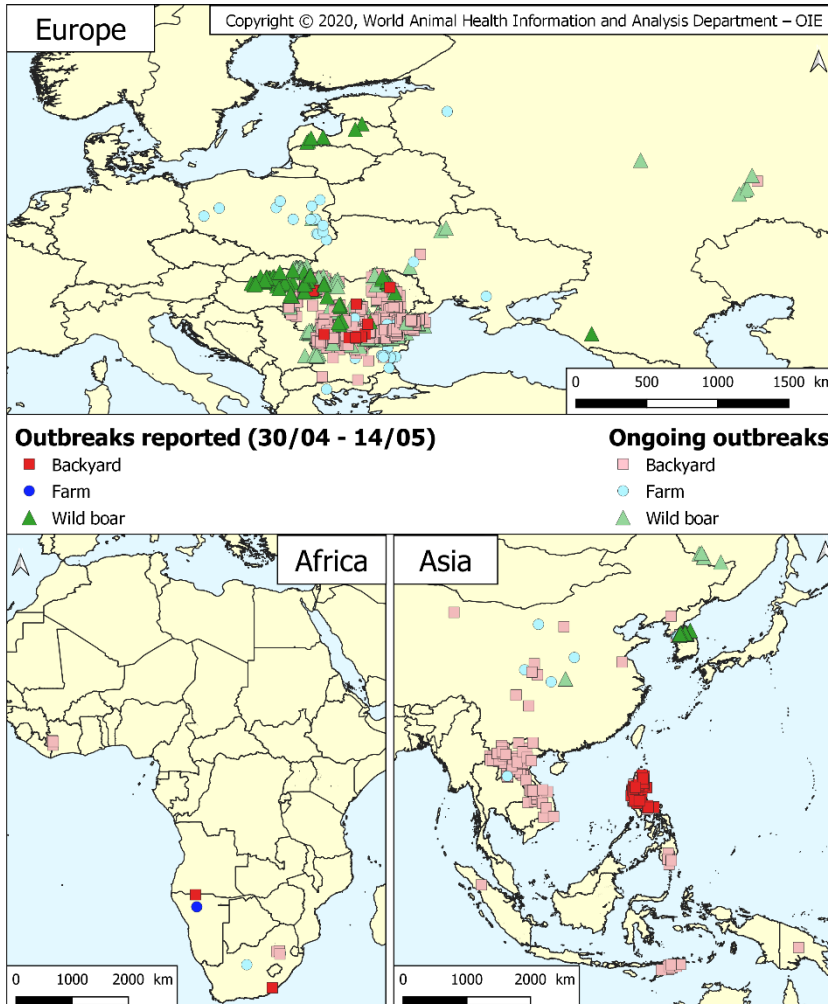 Europe
Copyright © 2020, World Animal Health Information and Analysis Department – OIE
0 500 1000 1500 km
Outbreaks reported (30/04 - 14/05)
Backyard
Farm
Wild boar
Ongoing outbreaks
Backyard
Farm
Wild boar
Africa
0 1000 2000 km
Asia
0 1000 2000 km